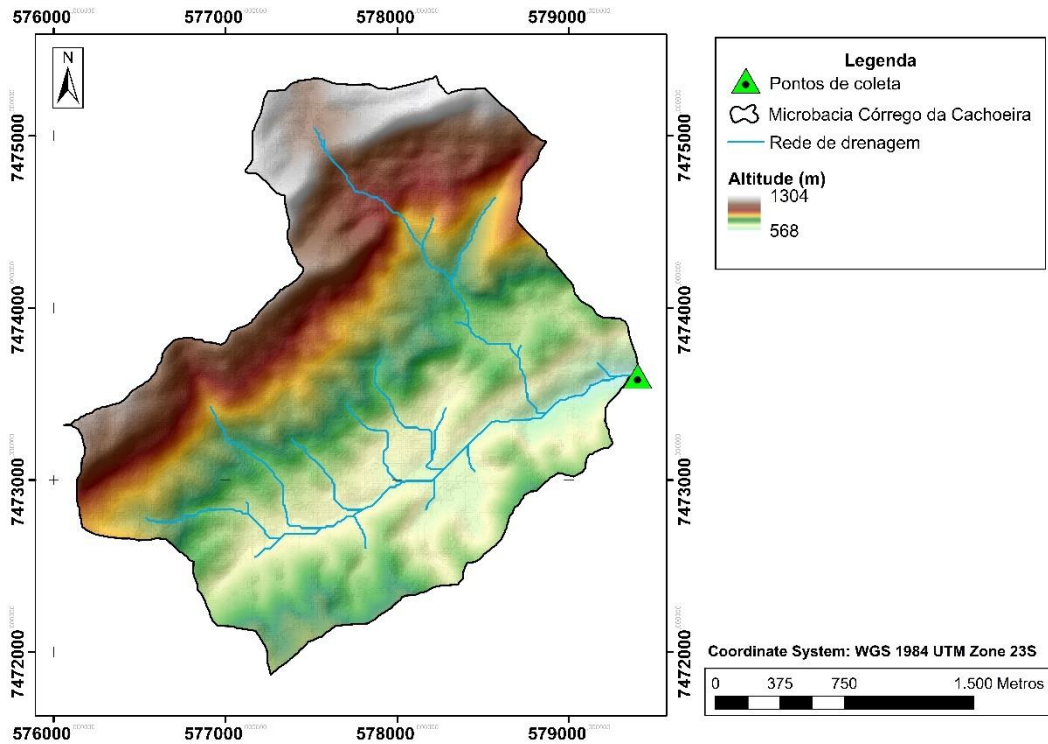 576000 577000 578000 579000
N
7475000 7475000
7474000 7474000
7473000 7473000
7472000 7472000
576000 577000 578000 579000
Legenda
Pontos de coleta
Microbacia Córrego da Cachoeira
Rede de drenagem
Altitude (m)
1304
568
Coordinate System: WGS 1984 UTM Zone 23S
0 375 750 1.500 Metros